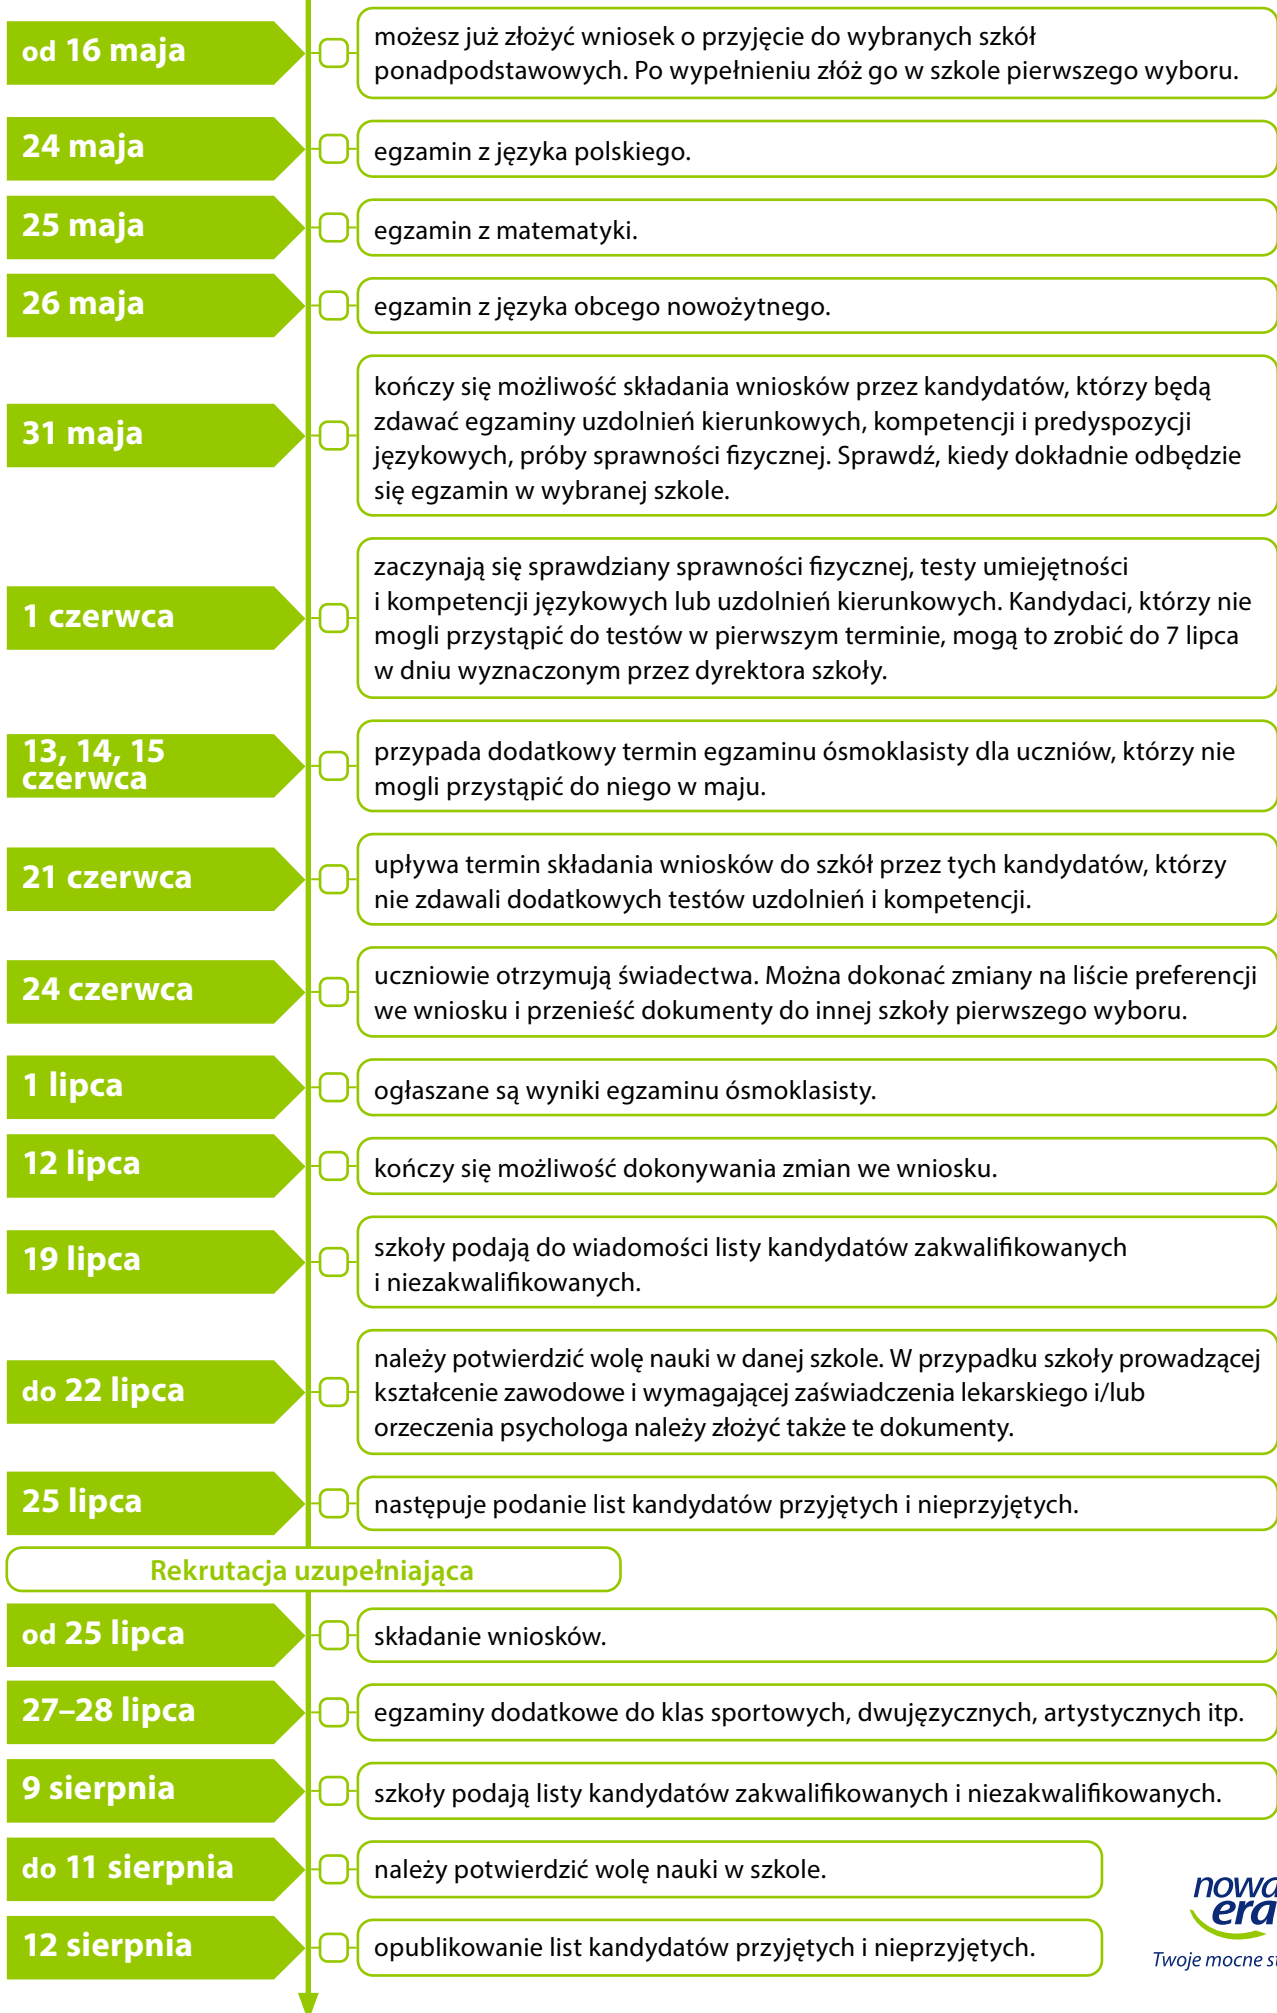 od 16 maja
możesz już złożyć wniosek o przyjęcie do wybranych szkół
ponadpodstawowych. Po wypełnieniu złóż go w szkole pierwszego wyboru.
24 maja
egzamin z języka polskiego.
25 maja
egzamin z matematyki.
26 maja
egzamin z języka obcego nowożytnego.
31 maja
kończy się możliwość składania wniosków przez kandydatów, którzy będą
zdawać egzaminy uzdolnień kierunkowych, kompetencji i predyspozycji
językowych, próby sprawności fizycznej. Sprawdź, kiedy dokładnie odbędzie
się egzamin w wybranej szkole.
1 czerwca
zaczynają się sprawdziany sprawności fizycznej, testy umiejętności
i kompetencji językowych lub uzdolnień kierunkowych. Kandydaci, którzy nie
mogli przystąpić do testów w pierwszym terminie, mogą to zrobić do 7 lipca
w dniu wyznaczonym przez dyrektora szkoły.
13, 14, 15
czerwca
przypada dodatkowy termin egzaminu ósmoklasisty dla uczniów, którzy nie
mogli przystąpić do niego w maju.
21 czerwca
upływa termin składania wniosków do szkół przez tych kandydatów, którzy
nie zdawali dodatkowych testów uzdolnień i kompetencji.
24 czerwca
uczniowie otrzymują świadectwa. Można dokonać zmiany na liście preferencji
we wniosku i przenieść dokumenty do innej szkoły pierwszego wyboru.
1 lipca
ogłaszane są wyniki egzaminu ósmoklasisty.
12 lipca
kończy się możliwość dokonywania zmian we wniosku.
19 lipca
szkoły podają do wiadomości listy kandydatów zakwalifikowanych
i niezakwalifikowanych.
do 22 lipca
należy potwierdzić wolę nauki w danej szkole. W przypadku szkoły prowadzącej
kształcenie zawodowe i wymagającej zaświadczenia lekarskiego i/lub
orzeczenia psychologa należy złożyć także te dokumenty.
25 lipca
następuje podanie list kandydatów przyjętych i nieprzyjętych.
Rekrutacja uzupełniająca
od 25 lipca
składanie wniosków.
27–28 lipca
egzaminy dodatkowe do klas sportowych, dwujęzycznych, artystycznych itp.
9 sierpnia
szkoły podają listy kandydatów zakwalifikowanych i niezakwalifikowanych.
do 11 sierpnia
należy potwierdzić wolę nauki w szkole.
12 sierpnia
opublikowanie list kandydatów przyjętych i nieprzyjętych.
nowa
era
Twoje mocne